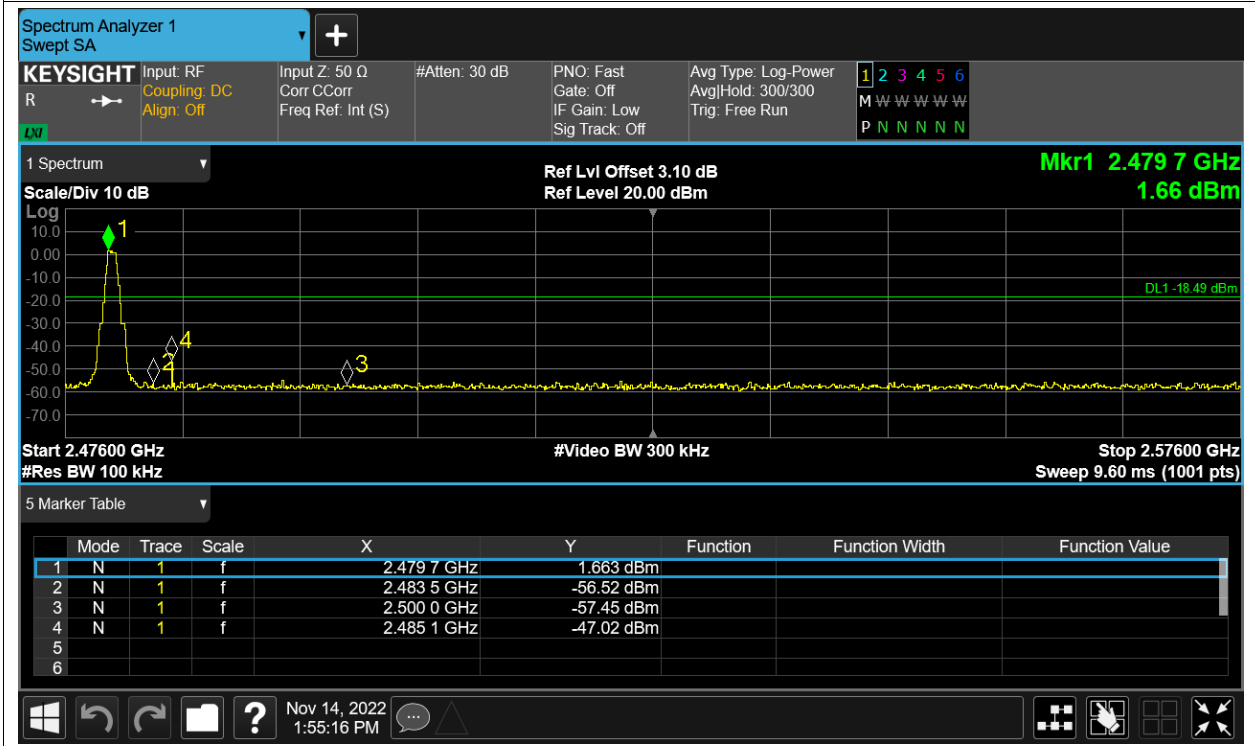 Spectrum Analyzer 1
Swept SA
+
KEYSIGHT Input: RF Input Z: 50 Ω #Atten: 30 dB PNO: Fast Avg Type: Log-Power 1 2 3 4 5 6
R Coupling: DC Corr CCorr Gate: Off Avg|Hold: 300/300 M W W W W W
Align: Off Freq Ref: Int (S) IF Gain: Low Trig: Free Run
LXI Sig Track: Off P N N N N N
1 Spectrum Ref Lvl Offset 3.10 dB Mkr1 2.479 7 GHz
Scale/Div 10 dB Ref Level 20.00 dBm 1.66 dBm
Log
1
10.0
0.00
-10.0
DL1 -18.49 dBm
-20.0
-30.0
4
-40.0
2 3
-50.0
-60.0
-70.0
Start 2.47600 GHz #Video BW 300 kHz Stop 2.57600 GHz
#Res BW 100 kHz Sweep 9.60 ms (1001 pts)
5 Marker Table
Mode Trace Scale X Y Function Function Width Function Value
1 N 1 f 2.479 7 GHz 1.663 dBm
2 N 1 f 2.483 5 GHz -56.52 dBm
3 N 1 f 2.500 0 GHz -57.45 dBm
4 N 1 f 2.485 1 GHz -47.02 dBm
5
6
? Nov 14, 2022
1:55:16 PM